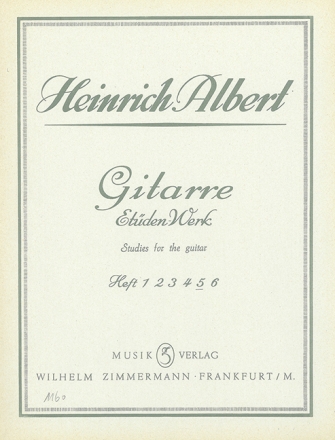 Heinrich Albert
Gitarre
Etüden-Werk
Studies for the guitar
Heft 1 2 3 4 5 6
MUSIK VERLAG
WILHELM ZIMMERMANN · FRANKFURT / M.